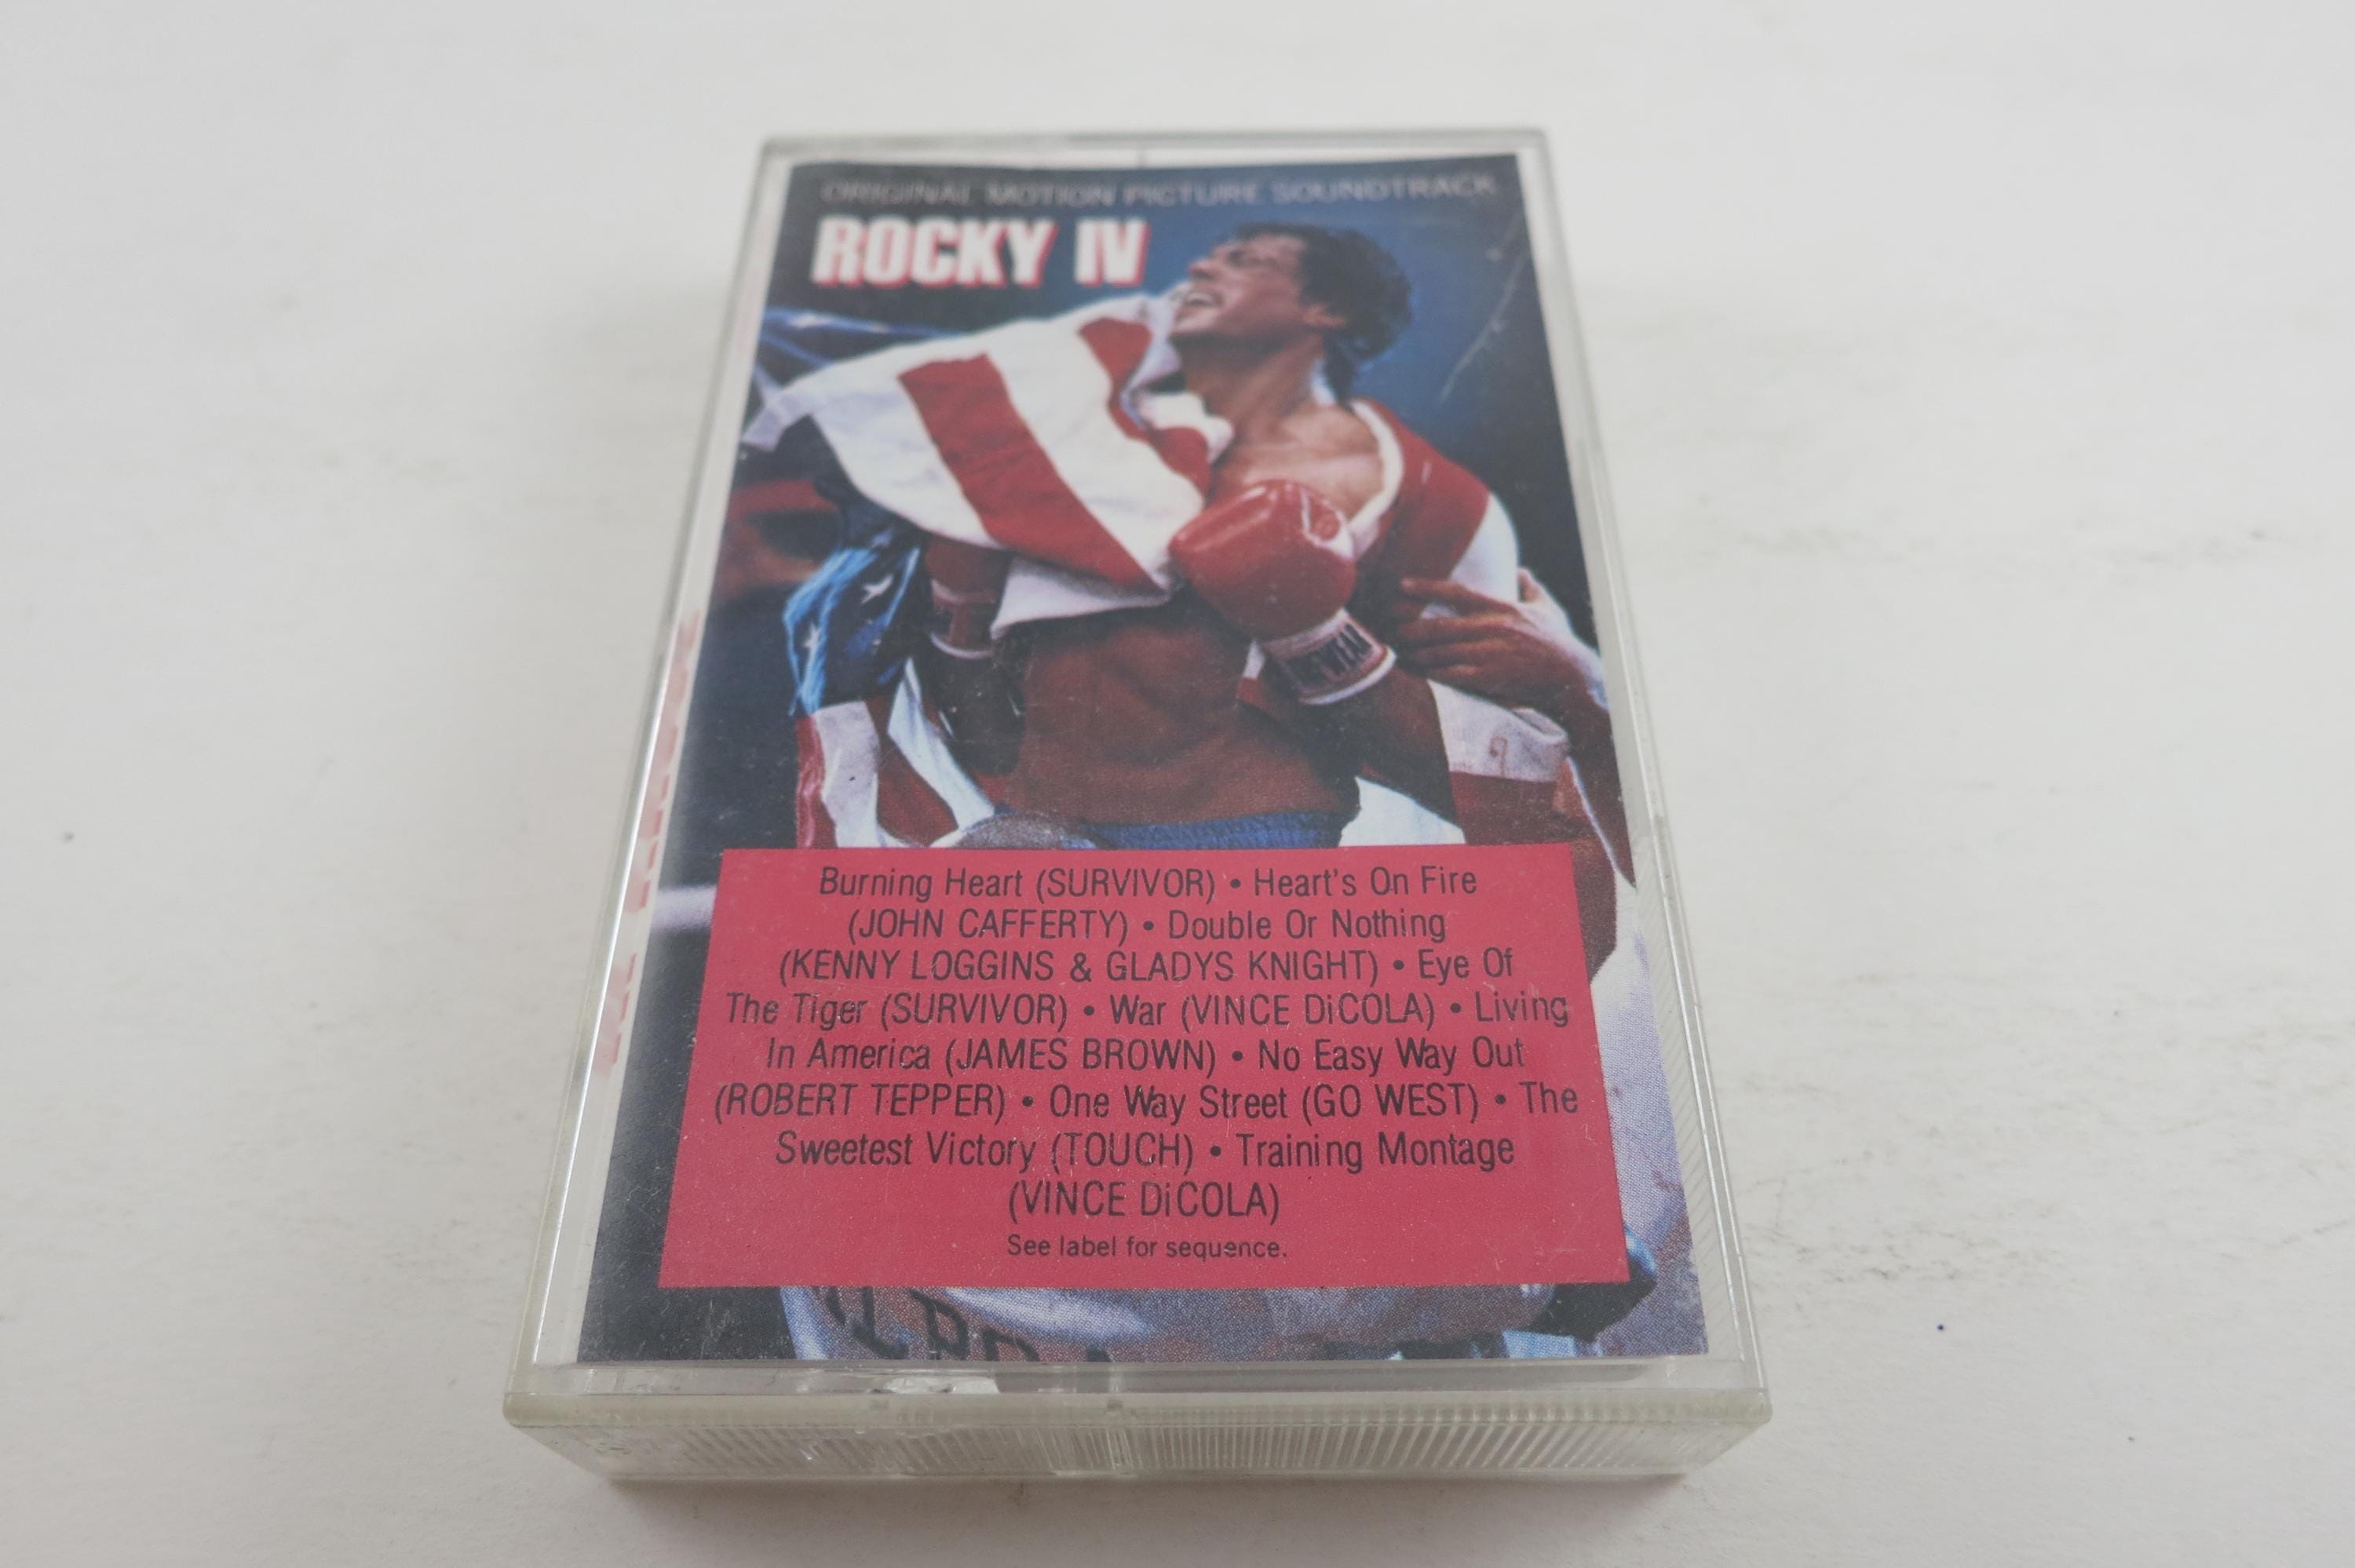 ORIGINAL MOTION PICTURE SOUNDTRACK
ROCKY IV
Burning Heart (SURVIVOR) • Heart's On Fire
(JOHN CAFFERTY) • Double Or Nothing
(KENNY LOGGINS & GLADYS KNIGHT) • Eye Of
The Tiger (SURVIVOR) • War (VINCE DiCOLA) • Living
In America (JAMES BROWN) • No Easy Way Out
(ROBERT TEPPER) • One Way Street (GO WEST) • The
Sweetest Victory (TOUCH) • Training Montage
(VINCE DiCOLA)
See label for sequence.